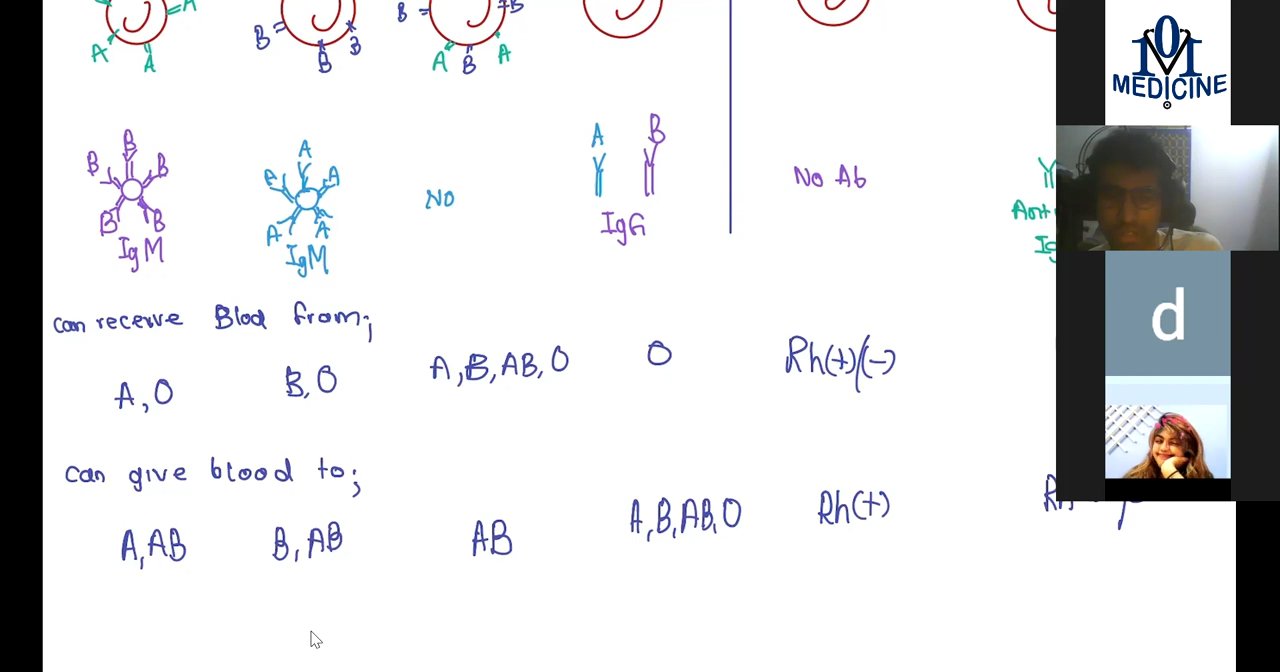 A
B
B
A A
B B
B
A B A
B
B B
B B
IgM
A
A A
A A
IgM
No
A B
IgG
No Ab
can receive Blod from;
A, O
B, O
A, B, AB, O
O
Rh(+)/(-)
can give blood to;
A, AB
B, AB
AB
A, B, AB, O
Rh(+)
MEDICINE
d